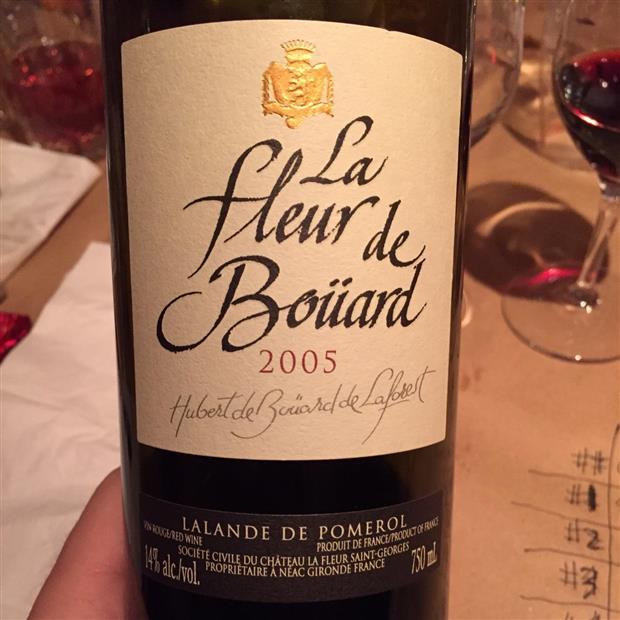 La
fleur de
Boüard
2005
Hubert de Boüard de Laforest
LALANDE DE POMEROL
VIN ROUGE/RED WINE PRODUIT DE FRANCE/PRODUCT OF FRANCE
14% alc./vol. SOCIÉTÉ CIVILE DU CHÂTEAU LA FLEUR SAINT-GEORGES 750 mL
PROPRIÉTAIRE À NÉAC GIRONDE FRANCE
##
#1
#2
#3